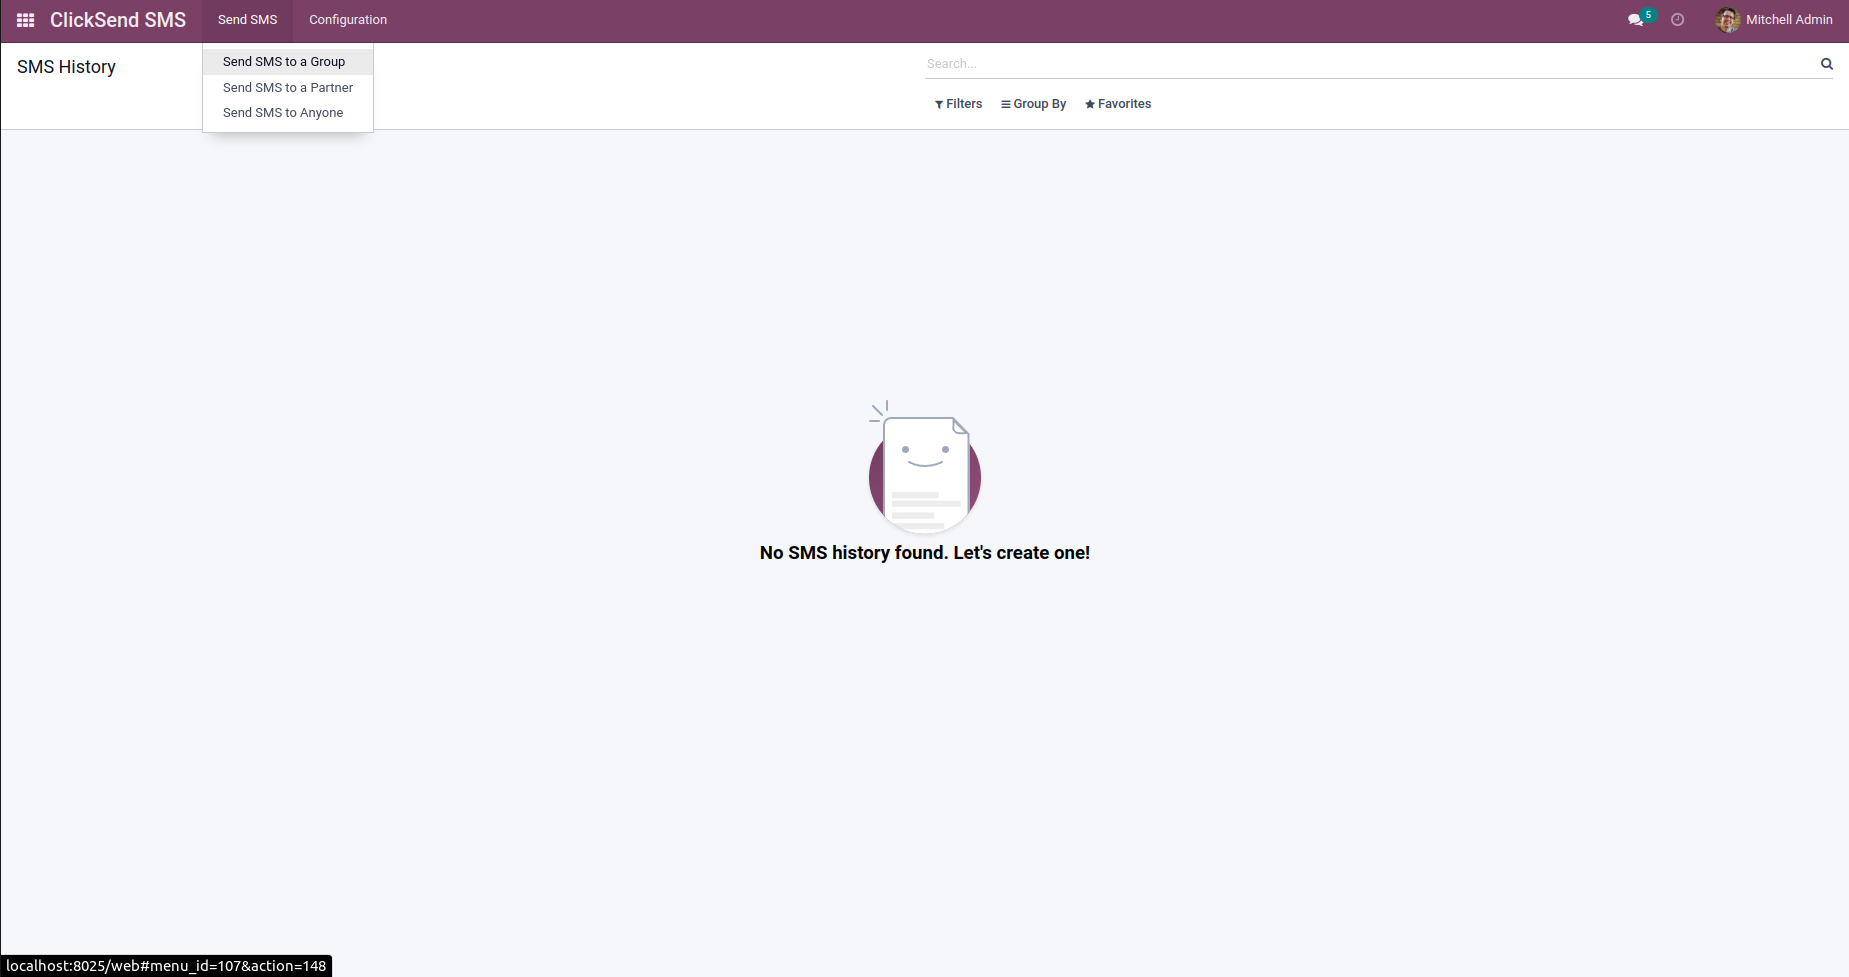 ClickSend SMS Send SMS Configuration 5 Mitchell Admin
SMS History
Send SMS to a Group
Send SMS to a Partner
Send SMS to Anyone
Search...
Filters Group By Favorites
No SMS history found. Let's create one!
localhost:8025/web#menu_id=107&action=148